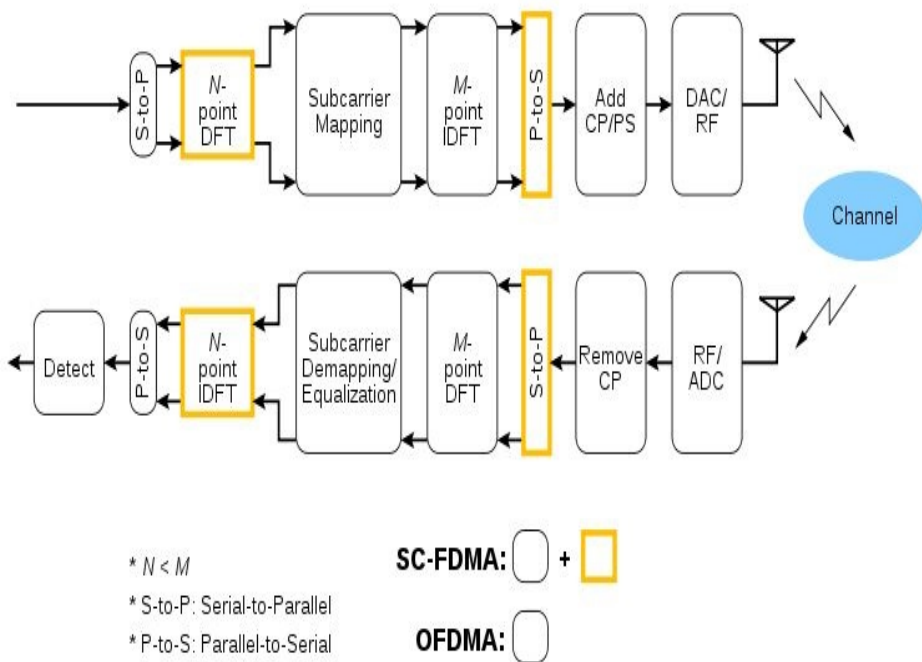 S-to-P
N-
point
DFT
Subcarrier
Mapping
M-
point
IDFT
P-to-S
Add
CP/PS
DAC/
RF
Channel
Detect
P-to-S
N-
point
IDFT
Subcarrier
Demapping/
Equalization
M-
point
DFT
S-to-P
Remove
CP
RF/
ADC
* N < M
* S-to-P: Serial-to-Parallel
* P-to-S: Parallel-to-Serial
SC-FDMA: +
OFDMA: